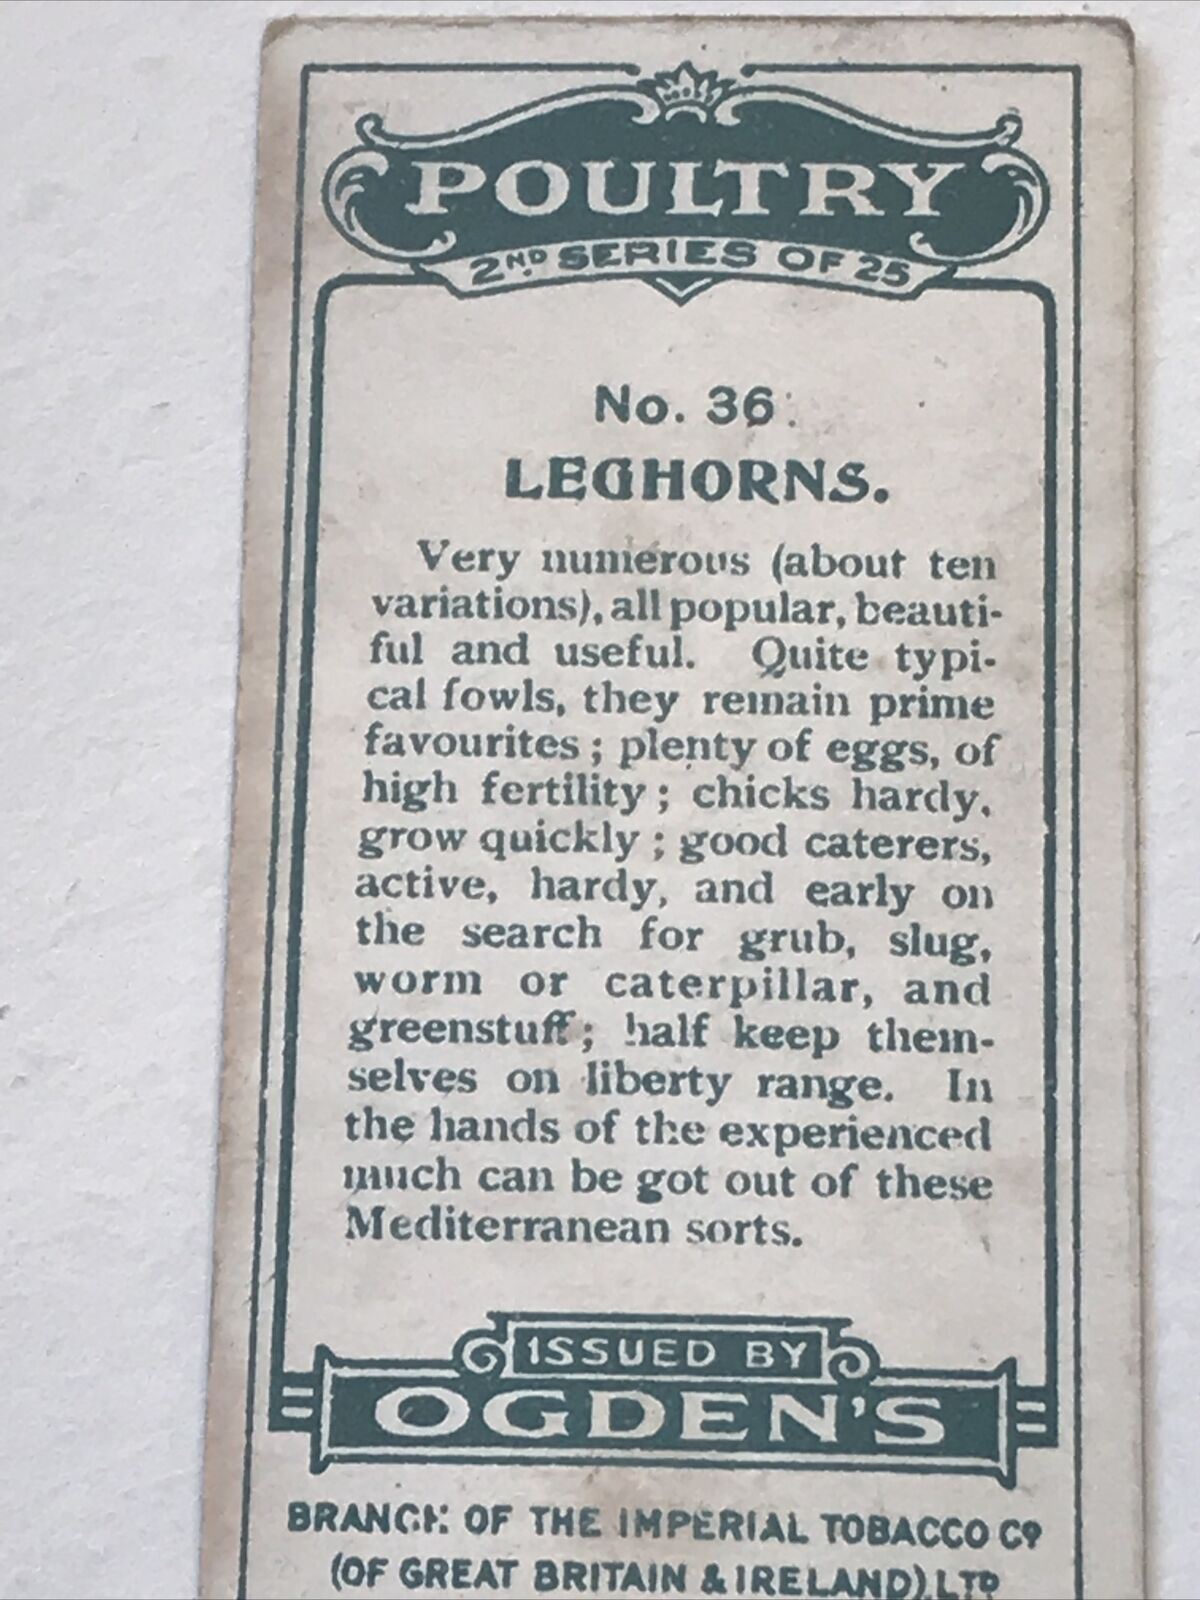 POULTRY
2ND SERIES OF 25
No. 36.
LEGHORNS.
Very numerous (about ten
variations), all popular, beauti-
ful and useful. Quite typi-
cal fowls, they remain prime
favourites ; plenty of eggs, of
high fertility ; chicks hardy,
grow quickly ; good caterers,
active, hardy, and early on
the search for grub, slug,
worm or caterpillar, and
greenstuff ; half keep them-
selves on liberty range. In
the hands of the experienced
much can be got out of these
Mediterranean sorts.
ISSUED BY
OGDEN'S
BRANCH OF THE IMPERIAL TOBACCO CO
(OF GREAT BRITAIN & IRELAND), LTD